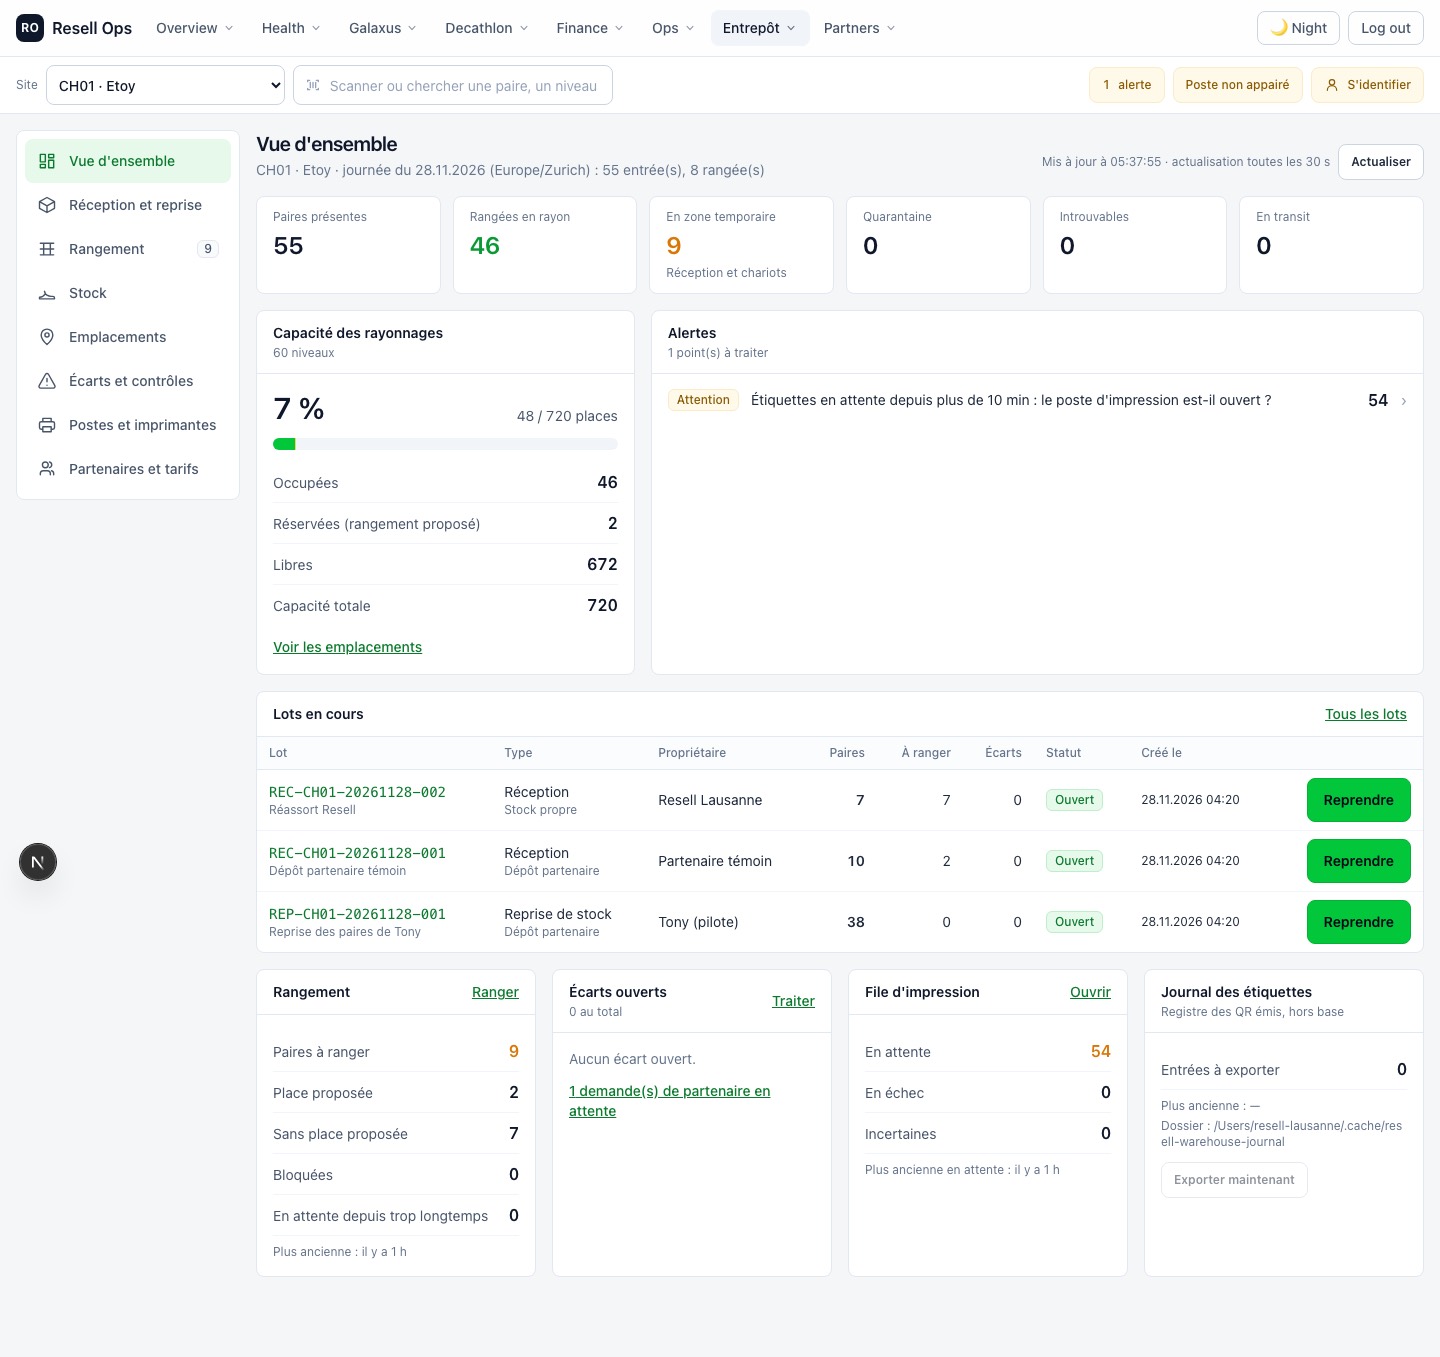 RO Resell Ops Overview Health Galaxus Decathlon Finance Ops Entrepôt Partners 🌙 Night Log out
Site CH01 · Etoy Scanner ou chercher une paire, un niveau 1 alerte Poste non appairé S'identifier
Vue d'ensemble
Réception et reprise
Rangement 9
Stock
Emplacements
Écarts et contrôles
Postes et imprimantes
Partenaires et tarifs
Vue d'ensemble
CH01 · Etoy · journée du 28.11.2026 (Europe/Zurich) : 55 entrée(s), 8 rangée(s)
Mis à jour à 05:37:55 · actualisation toutes les 30 s Actualiser
Paires présentes
55
Rangées en rayon
46
En zone temporaire
9
Réception et chariots
Quarantaine
0
Introuvables
0
En transit
0
Capacité des rayonnages
60 niveaux
7 % 48 / 720 places
Occupées 46
Réservées (rangement proposé) 2
Libres 672
Capacité totale 720
Voir les emplacements
Alertes
1 point(s) à traiter
Attention Étiquettes en attente depuis plus de 10 min : le poste d'impression est-il ouvert ? 54 ›
Lots en cours Tous les lots
Lot Type Propriétaire Paires À ranger Écarts Statut Créé le
REC-CH01-20261128-002 Réception Resell Lausanne 7 7 0 Ouvert 28.11.2026 04:20 Reprendre
Réassort Resell Stock propre
REC-CH01-20261128-001 Réception Partenaire témoin 10 2 0 Ouvert 28.11.2026 04:20 Reprendre
Dépôt partenaire témoin Dépôt partenaire
REP-CH01-20261128-001 Reprise de stock Tony (pilote) 38 0 0 Ouvert 28.11.2026 04:20 Reprendre
Reprise des paires de Tony Dépôt partenaire
Rangement Ranger
Paires à ranger 9
Place proposée 2
Sans place proposée 7
Bloquées 0
En attente depuis trop longtemps 0
Plus ancienne : il y a 1 h
Écarts ouverts Traiter
0 au total
Aucun écart ouvert.
1 demande(s) de partenaire en
attente
File d'impression Ouvrir
En attente 54
En échec 0
Incertaines 0
Plus ancienne en attente : il y a 1 h
Journal des étiquettes
Registre des QR émis, hors base
Entrées à exporter 0
Plus ancienne : —
Dossier : /Users/resell-lausanne/.cache/res
ell-warehouse-journal
Exporter maintenant
N